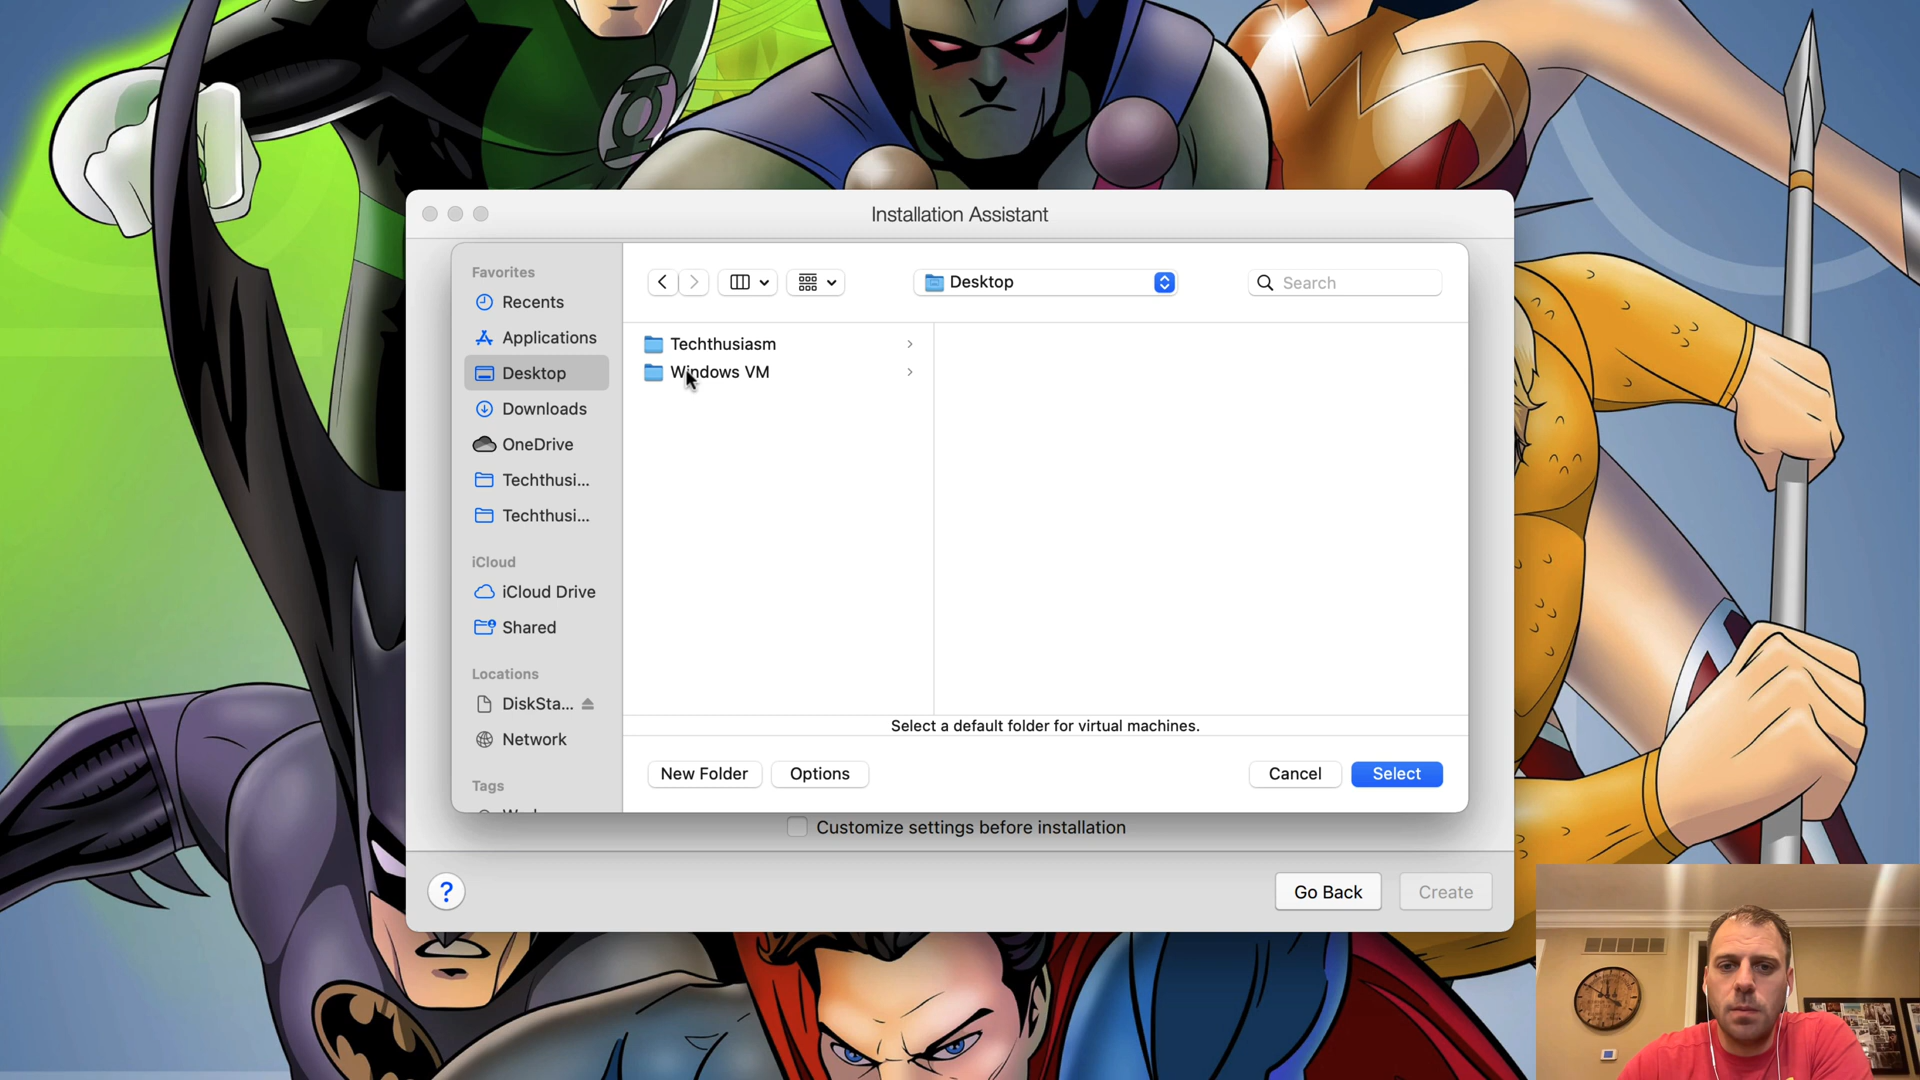 Installation Assistant
Favorites
Recents
Applications
Desktop
Downloads
OneDrive
Techthusi...
Techthusi...
iCloud
iCloud Drive
Shared
Locations
DiskSta...
Network
Tags
Desktop
Search
Techthusiasm
Windows VM
Select a default folder for virtual machines.
New Folder
Options
Cancel
Select
Customize settings before installation
?
Go Back
Create